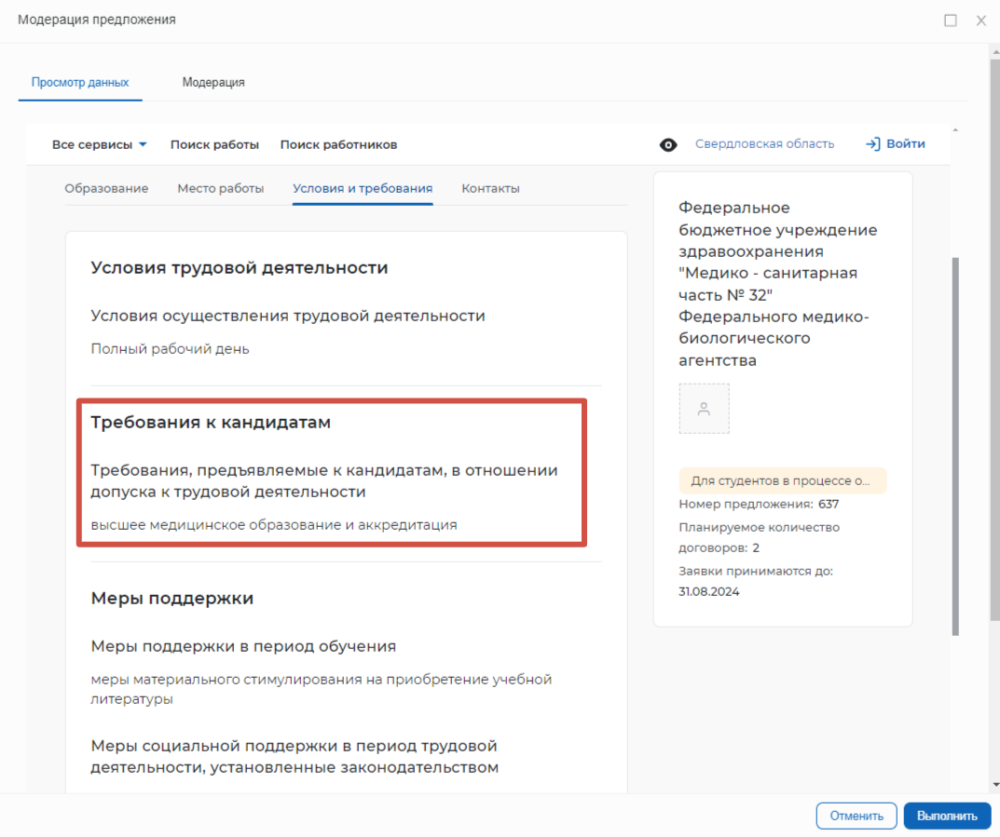 Модерация предложения
Просмотр данных
Модерация
Все сервисы
Поиск работы
Поиск работников
Свердловская область
Войти
Образование
Место работы
Условия и требования
Контакты
Условия трудовой деятельности
Условия осуществления трудовой деятельности
Полный рабочий день
Требования к кандидатам
Требования, предъявляемые к кандидатам, в отношении
допуска к трудовой деятельности
высшее медицинское образование и аккредитация
Меры поддержки
Меры поддержки в период обучения
меры материального стимулирования на приобретение учебной
литературы
Меры социальной поддержки в период трудовой
деятельности, установленные законодательством
Федеральное
бюджетное учреждение
здравоохранения
"Медико - санитарная
часть № 32"
Федерального медико-
биологического
агентства
Для студентов в процессе о...
Номер предложения: 637
Планируемое количество
договоров: 2
Заявки принимаются до:
31.08.2024
Отменить
Выполнить